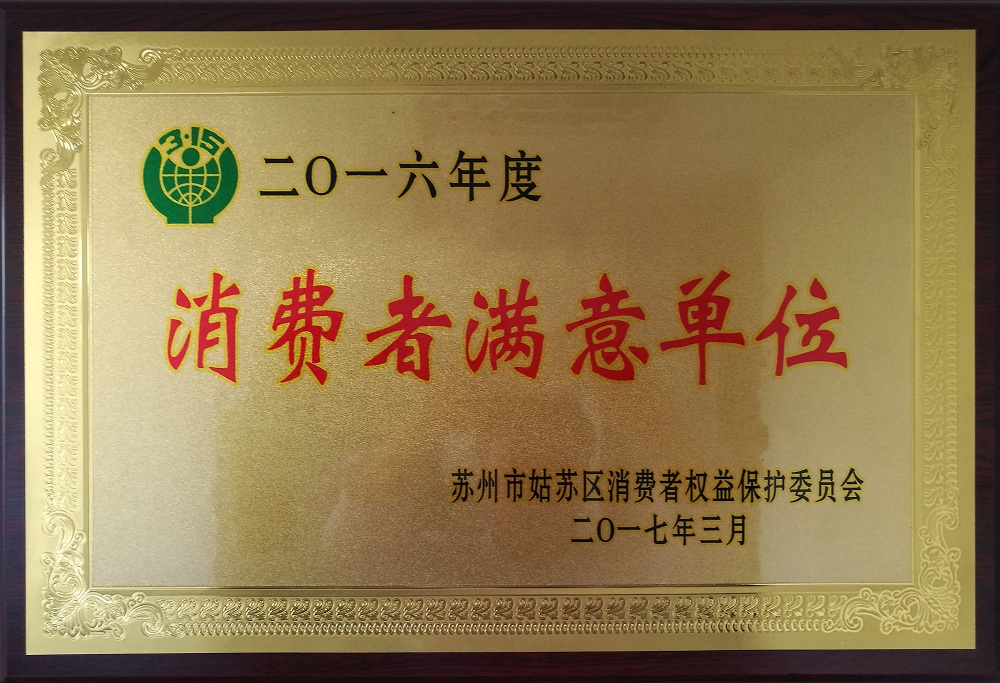 3·15
二〇一六年度
消费者满意单位
苏州市姑苏区消费者权益保护委员会
二〇一七年三月